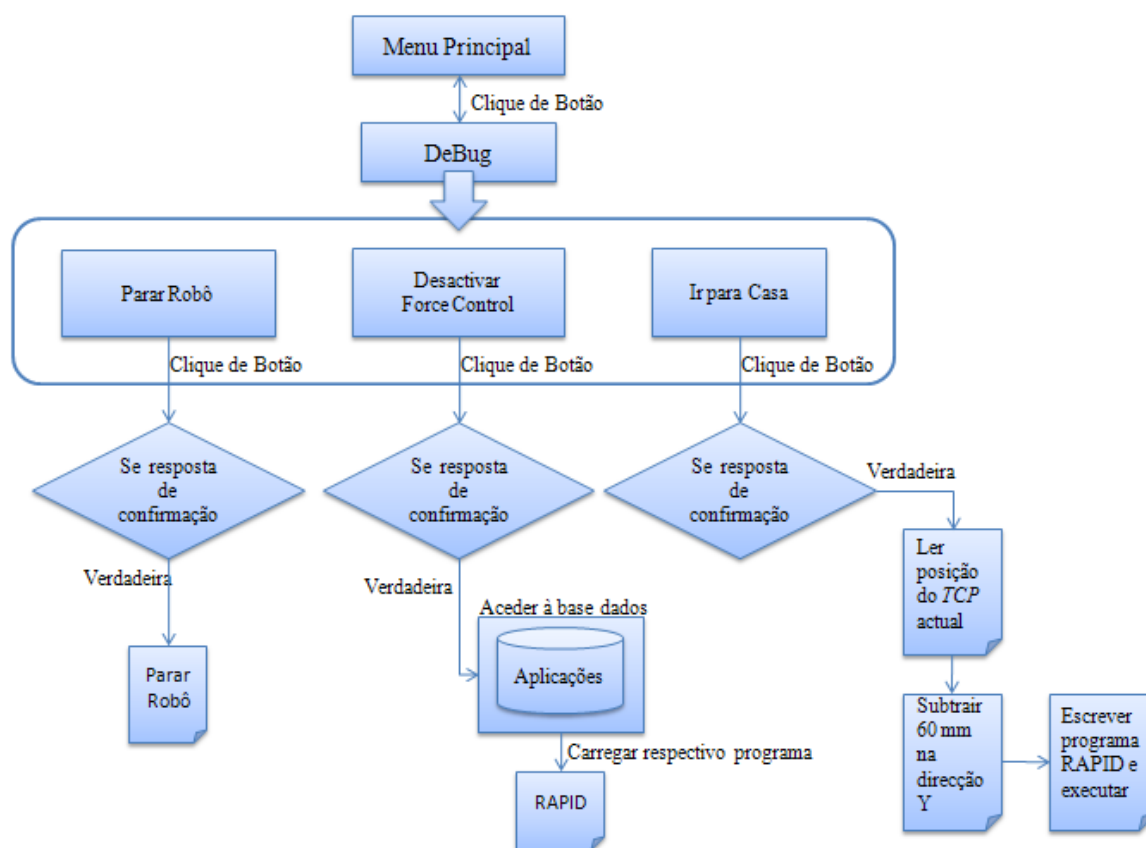 Menu Principal
Clique de Botão
DeBug
Parar Robô
Desactivar
Force Control
Ir para Casa
Clique de Botão
Clique de Botão
Clique de Botão
Se resposta
de
confirmação
Se resposta
de
confirmação
Se resposta
de
confirmação
Verdadeira
Verdadeira
Verdadeira
Ler
posição
do TCP
actual
Aceder à base dados
Aplicações
Parar
Robô
Subtrair
60 mm
na
direcção
Y
Escrever
programa
RAPID e
executar
Carregar respectivo programa
RAPID